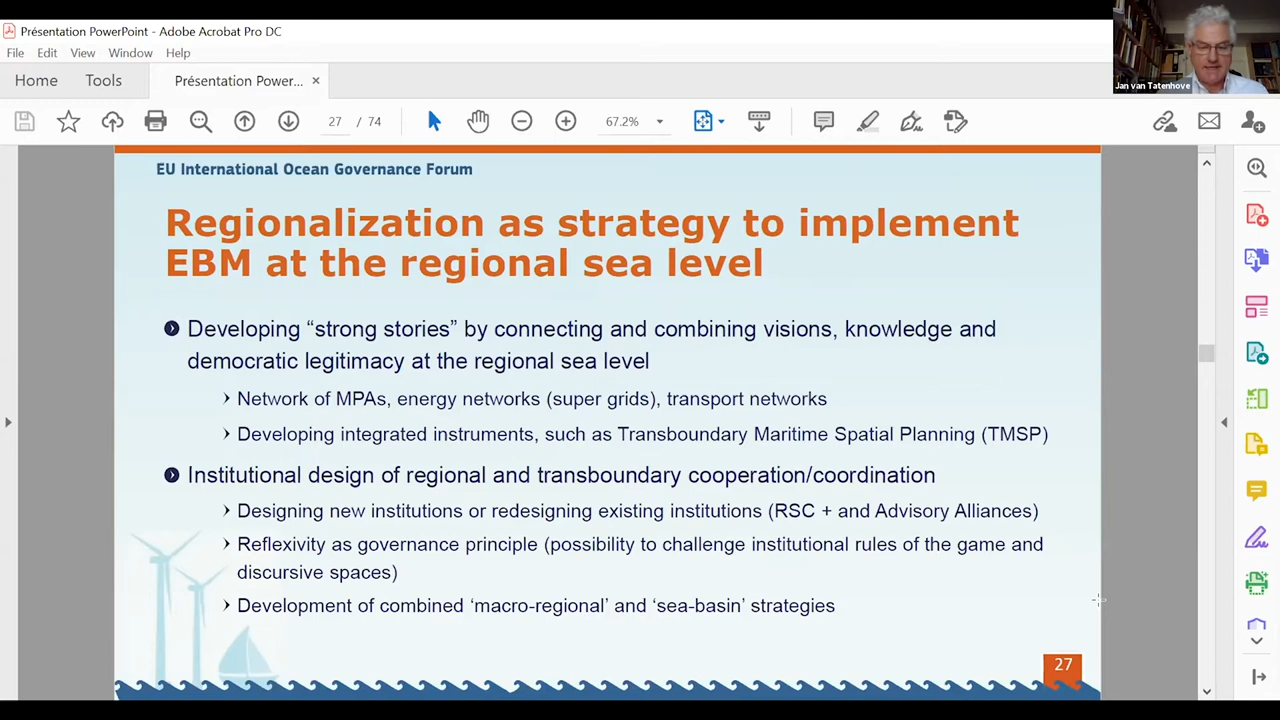 Présentation PowerPoint - Adobe Acrobat Pro DC
File Edit View Window Help
Home Tools Présentation Power... ×
27 / 74 67.2%
Jan van Tatenhove
EU International Ocean Governance Forum
Regionalization as strategy to implement
EBM at the regional sea level
Developing “strong stories” by connecting and combining visions, knowledge and
democratic legitimacy at the regional sea level
Network of MPAs, energy networks (super grids), transport networks
Developing integrated instruments, such as Transboundary Maritime Spatial Planning (TMSP)
Institutional design of regional and transboundary cooperation/coordination
Designing new institutions or redesigning existing institutions (RSC + and Advisory Alliances)
Reflexivity as governance principle (possibility to challenge institutional rules of the game and
discursive spaces)
Development of combined ‘macro-regional’ and ‘sea-basin’ strategies
27